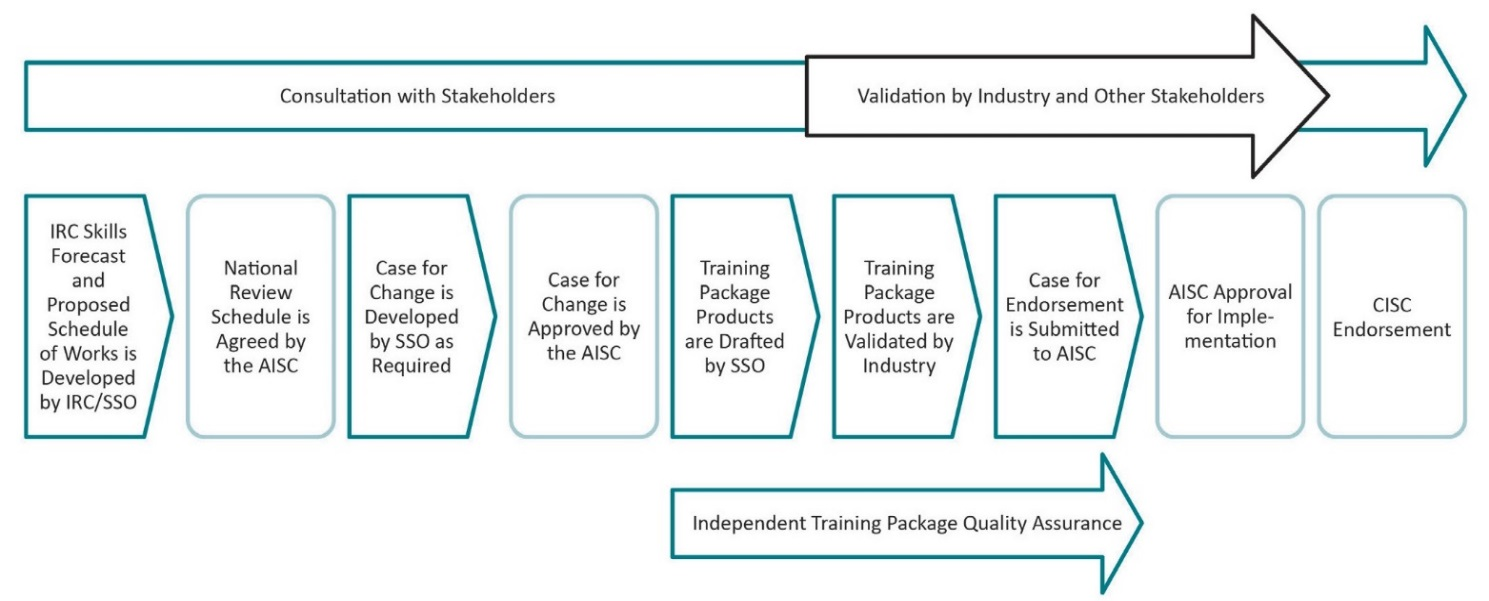 Consultation with Stakeholders
Validation by Industry and Other Stakeholders
IRC Skills
Forecast
and
Proposed
Schedule
of Works is
Developed
by IRC/SSO
National
Review
Schedule is
Agreed by
the AISC
Case for
Change is
Developed
by SSO as
Required
Case for
Change is
Approved by
the AISC
Training
Package
Products
are Drafted
by SSO
Training
Package
Products are
Validated by
Industry
Case for
Endorsement
is Submitted
to AISC
AISC Approval
for Imple-
mentation
CISC
Endorsement
Independent Training Package Quality Assurance